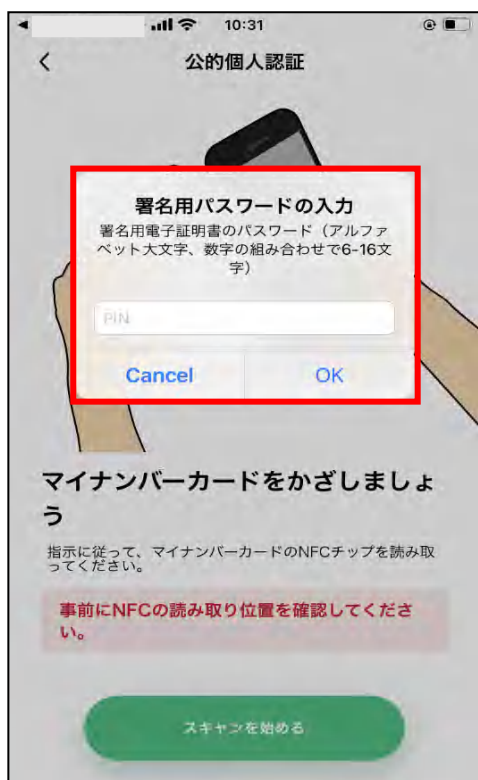 10:31
公的個人認証
署名用パスワードの入力
署名用電子証明書のパスワード（アルファ
ベット大文字、数字の組み合わせで6-16文
字）
PIN
Cancel OK
マイナンバーカードをかざしましょ
う
指示に従って、マイナンバーカードのNFCチップを読み取
ってください。
事前にNFCの読み取り位置を確認してくださ
い。
スキャンを始める